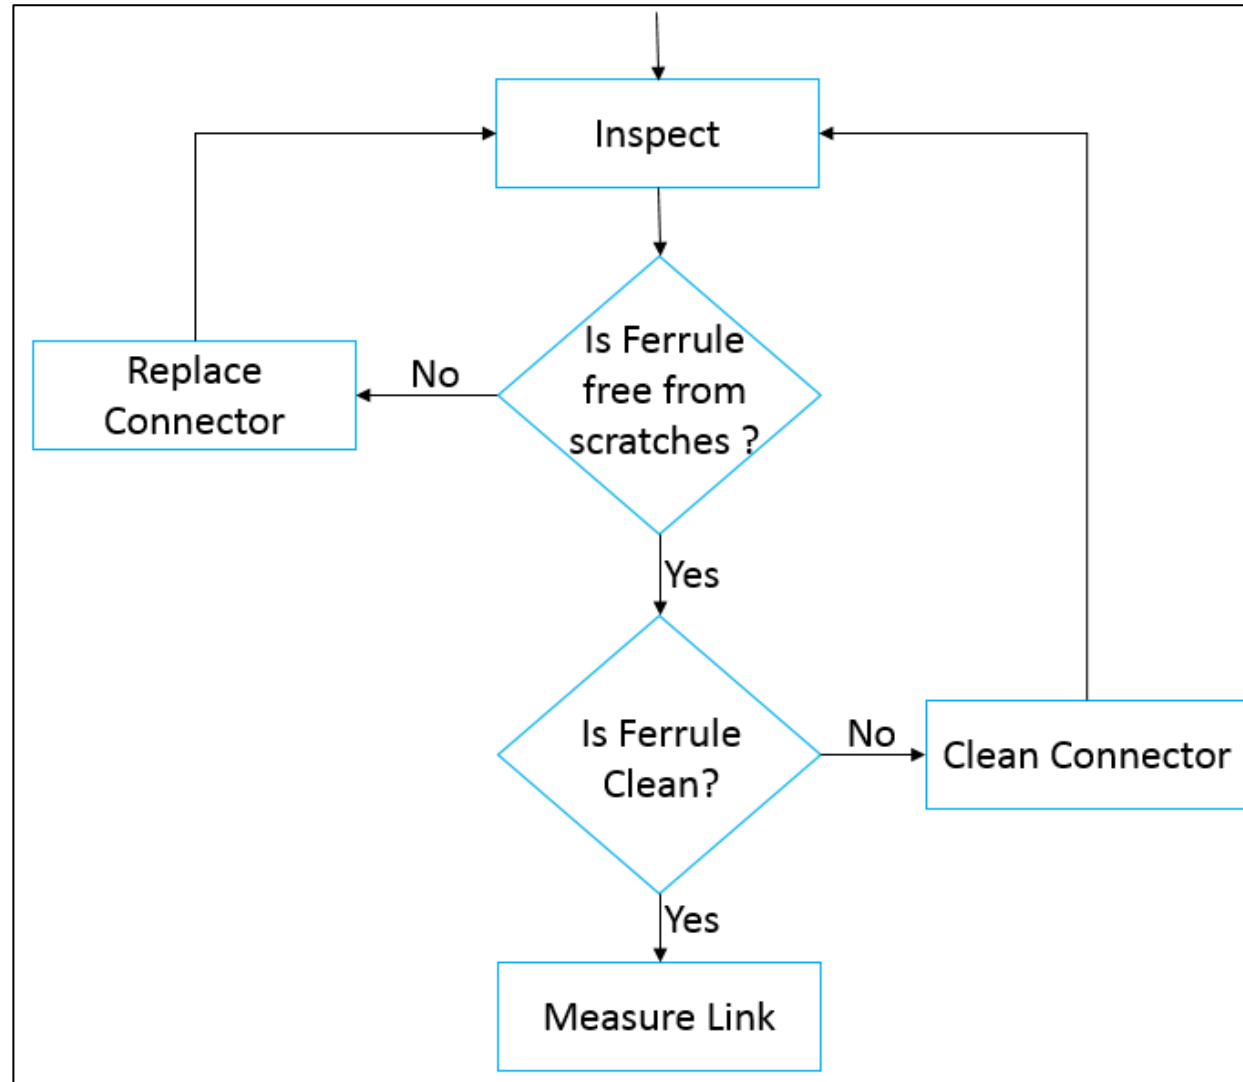 Inspect
Is Ferrule
free from
scratches ?
No
Replace
Connector
Yes
Is Ferrule
Clean?
No
Clean Connector
Yes
Measure Link